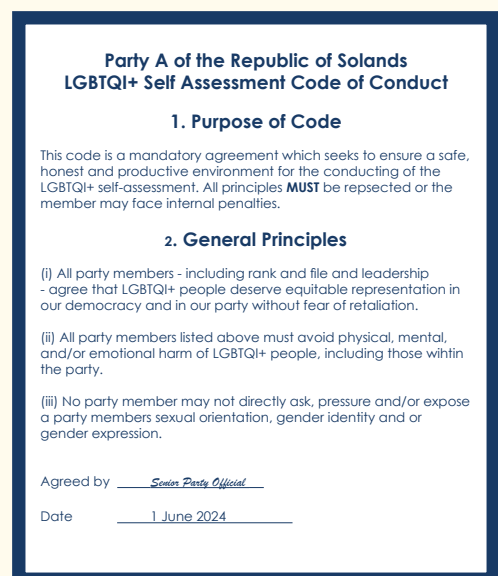 Party A of the Republic of Solands
LGBTQI+ Self Assessment Code of Conduct
1. Purpose of Code
This code is a mandatory agreement which seeks to ensure a safe,
honest and productive environment for the conducting of the
LGBTQI+ self-assessment. All principles MUST be repsected or the
member may face internal penalties.
2. General Principles
(i) All party members - including rank and file and leadership
- agree that LGBTQI+ people deserve equitable representation in
our democracy and in our party without fear of retaliation.
(ii) All party members listed above must avoid physical, mental,
and/or emotional harm of LGBTQI+ people, including those wihtin
the party.
(iii) No party member may not directly ask, pressure and/or expose
a party members sexual orientation, gender identity and or
gender expression.
Agreed by Senior Party Official
Date 1 June 2024